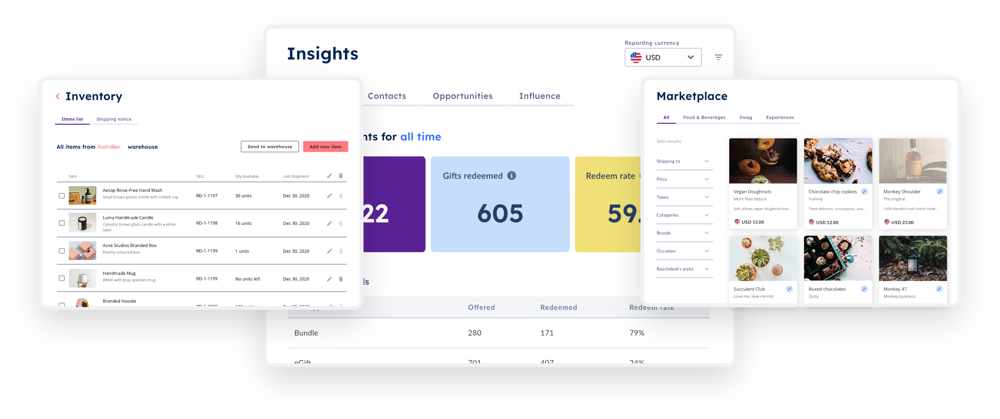 Insights
Reporting currency
USD
Contacts
Opportunities
Influence
for all time
22
Gifts redeemed
605
Redeem rate
59.
Offered
Redeemed
Redeem rate
Bundle
280
171
79%
eGift
701
407
24%
Inventory
Items list
Shipping notice
All items from Australian warehouse
Send to warehouse
Add new item
Item
SKU
Qty Available
Last Shipment
Aesop Rinse-Free Hand Wash
Small brown plastic bottle with a black cap
RD-1-1197
30 units
Dec 30, 2020
Luma Handmade Candle
Cylindric brown glass candle with a white
label
RD-1-1198
16 units
Dec 30, 2020
Acne Studios Branded Box
Peachy coloured box
RD-1-1199
1 units
Dec 30, 2020
Handmade Mug
White with gray speckles mug
RD-1-1199
No units left
Dec 30, 2020
Branded Hoodie
Marketplace
All
Food & Beverages
Swag
Experiences
300 results
Shipping to
Price
Types
Categories
Brands
Occasion
Reachdesk's picks
Vegan Doughnuts
More than lettuce
Soft, pillowy vegan doughnuts that...
USD 15.00
Chocolate chip cookies
Yummy
These delicious, scrumptious, ama...
USD 12.00
Monkey Shoulder
The original
100% blended malt Scotch made...
USD 23.00
Succulent Club
Love me, love me not
Boxed chocolates
Zesty
Monkey 47
Monkey business